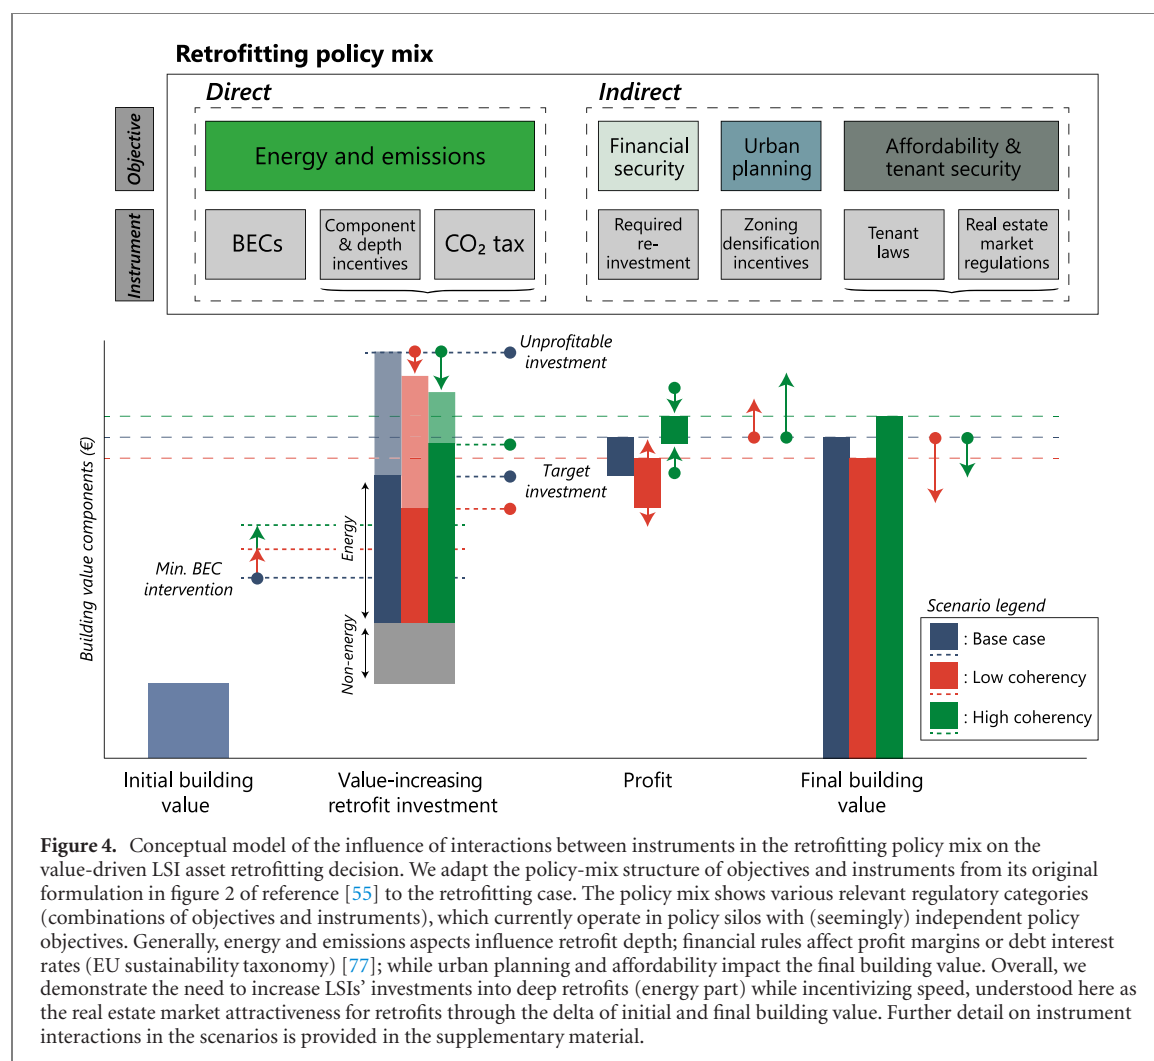 Retrofitting policy mix
Direct
Indirect
Objective
Energy and emissions
Financial
security
Urban
planning
Affordability &
tenant security
Instrument
BECs
Component
& depth
incentives
CO₂ tax
Required
re-
investment
Zoning
densification
incentives
Tenant
laws
Real estate
market
regulations
Building value components (€)
Unprofitable
investment
Target
investment
Min. BEC
intervention
Energy
Non-energy
Scenario legend
: Base case
: Low coherency
: High coherency
Initial building
value
Value-increasing
retrofit investment
Profit
Final building
value
Figure 4. Conceptual model of the influence of interactions between instruments in the retrofitting policy mix on the
value-driven LSI asset retrofitting decision. We adapt the policy-mix structure of objectives and instruments from its original
formulation in figure 2 of reference [55] to the retrofitting case. The policy mix shows various relevant regulatory categories
(combinations of objectives and instruments), which currently operate in policy silos with (seemingly) independent policy
objectives. Generally, energy and emissions aspects influence retrofit depth; financial rules affect profit margins or debt interest
rates (EU sustainability taxonomy) [77]; while urban planning and affordability impact the final building value. Overall, we
demonstrate the need to increase LSIs' investments into deep retrofits (energy part) while incentivizing speed, understood here as
the real estate market attractiveness for retrofits through the delta of initial and final building value. Further detail on instrument
interactions in the scenarios is provided in the supplementary material.